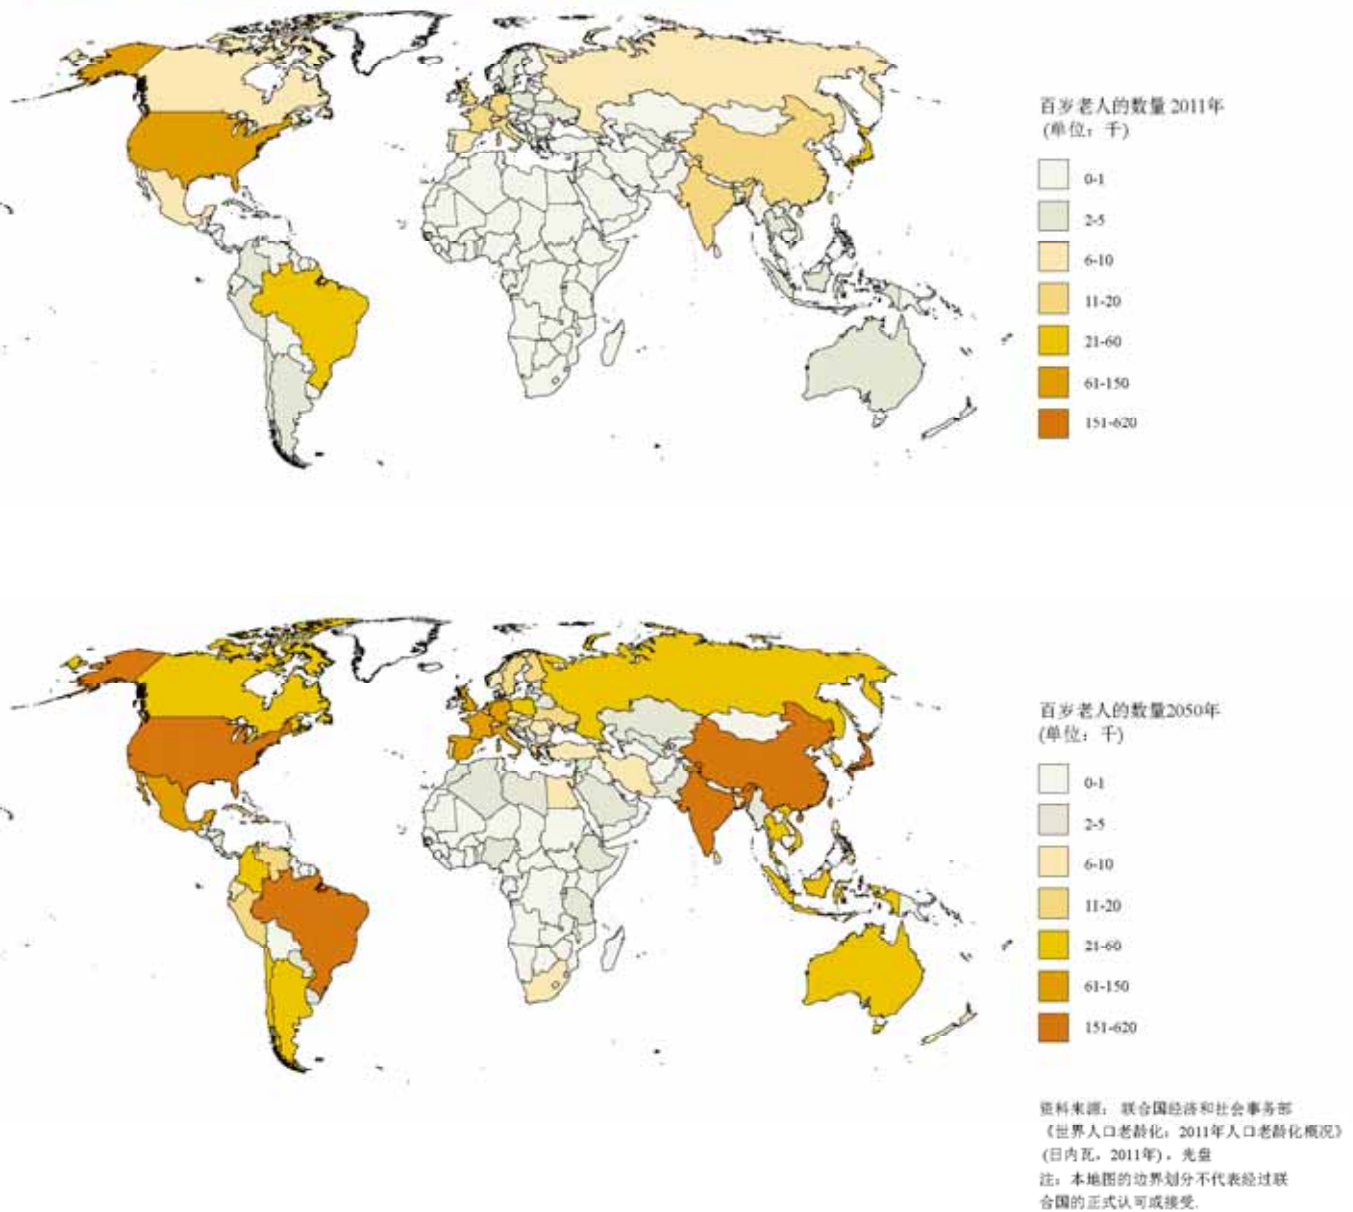 百岁老人的数量 2011年
(单位：千)
0-1
2-5
6-10
11-20
21-60
61-150
151-620
百岁老人的数量2050年
(单位：千)
0-1
2-5
6-10
11-20
21-60
61-150
151-620
资料来源： 联合国经济和社会事务部
《世界人口老龄化：2011年人口老龄化概况》
(日内瓦，2011年)，光盘
注：本地图的边界划分不代表经过联
合国的正式认可或接受.